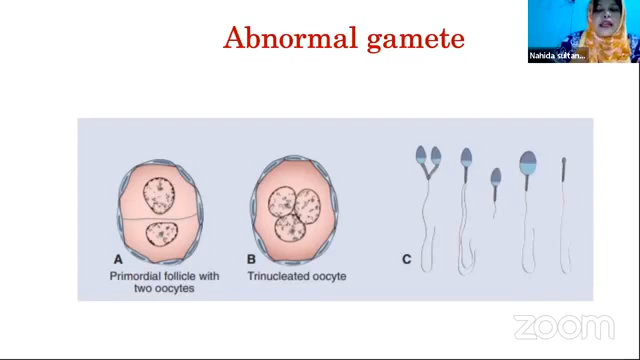 Abnormal gamete
Nahida sultan...
A
B
C
Primordial follicle with
two oocytes
Trinucleated oocyte
zoom